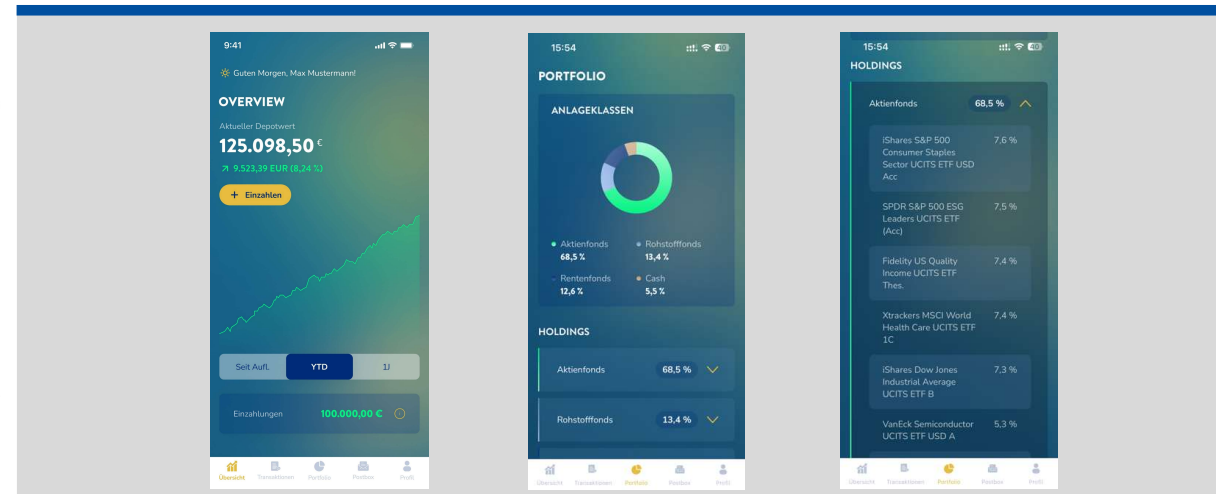 9:41
Guten Morgen, Max Mustermann!
OVERVIEW
Aktueller Depotwert
125.098,50 €
9.523,39 EUR (8,24 %)
+ Einzahlen
Seit Aufl.
YTD
1J
Einzahlungen
100.000,00 €
Übersicht
Transaktionen
Portfolio
Postbox
Profil
15:54
40
PORTFOLIO
ANLAGEKLASSEN
Aktienfonds
68,5 %
Rohstofffonds
13,4 %
Rentenfonds
12,6 %
Cash
5,5 %
HOLDINGS
Aktienfonds
68,5 %
Rohstofffonds
13,4 %
Übersicht
Transaktionen
Portfolio
Postbox
Profil
15:54
40
HOLDINGS
Aktienfonds
68,5 %
iShares S&P 500
7,6 %
Consumer Staples
Sector UCITS ETF USD
Acc
SPDR S&P 500 ESG
7,5 %
Leaders UCITS ETF
(Acc)
Fidelity US Quality
7,4 %
Income UCITS ETF
Thes.
Xtrackers MSCI World
7,4 %
Health Care UCITS ETF
1C
iShares Dow Jones
7,3 %
Industrial Average
UCITS ETF B
VanEck Semiconductor
5,3 %
UCITS ETF USD A
Übersicht
Transaktionen
Portfolio
Postbox
Profil